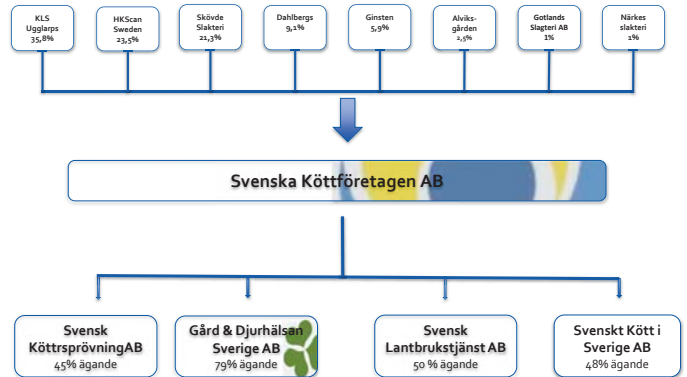 KLS
Ugglarps
35,8%
HKScan
Sweden
23,5%
Skövde
Slakteri
21,3%
Dahlbergs
9,1%
Ginsten
5,9%
Alviks-
gården
2,5%
Gotlands
Slagteri AB
1%
Närkes
slakteri
1%
Svenska Köttföretagen AB
Svensk
KöttrsprövningAB
45% ägande
Gård & Djurhälsan
Sverige AB
79% ägande
Svensk
Lantbrukstjänst AB
50 % ägande
Svenskt Kött i
Sverige AB
48% ägande